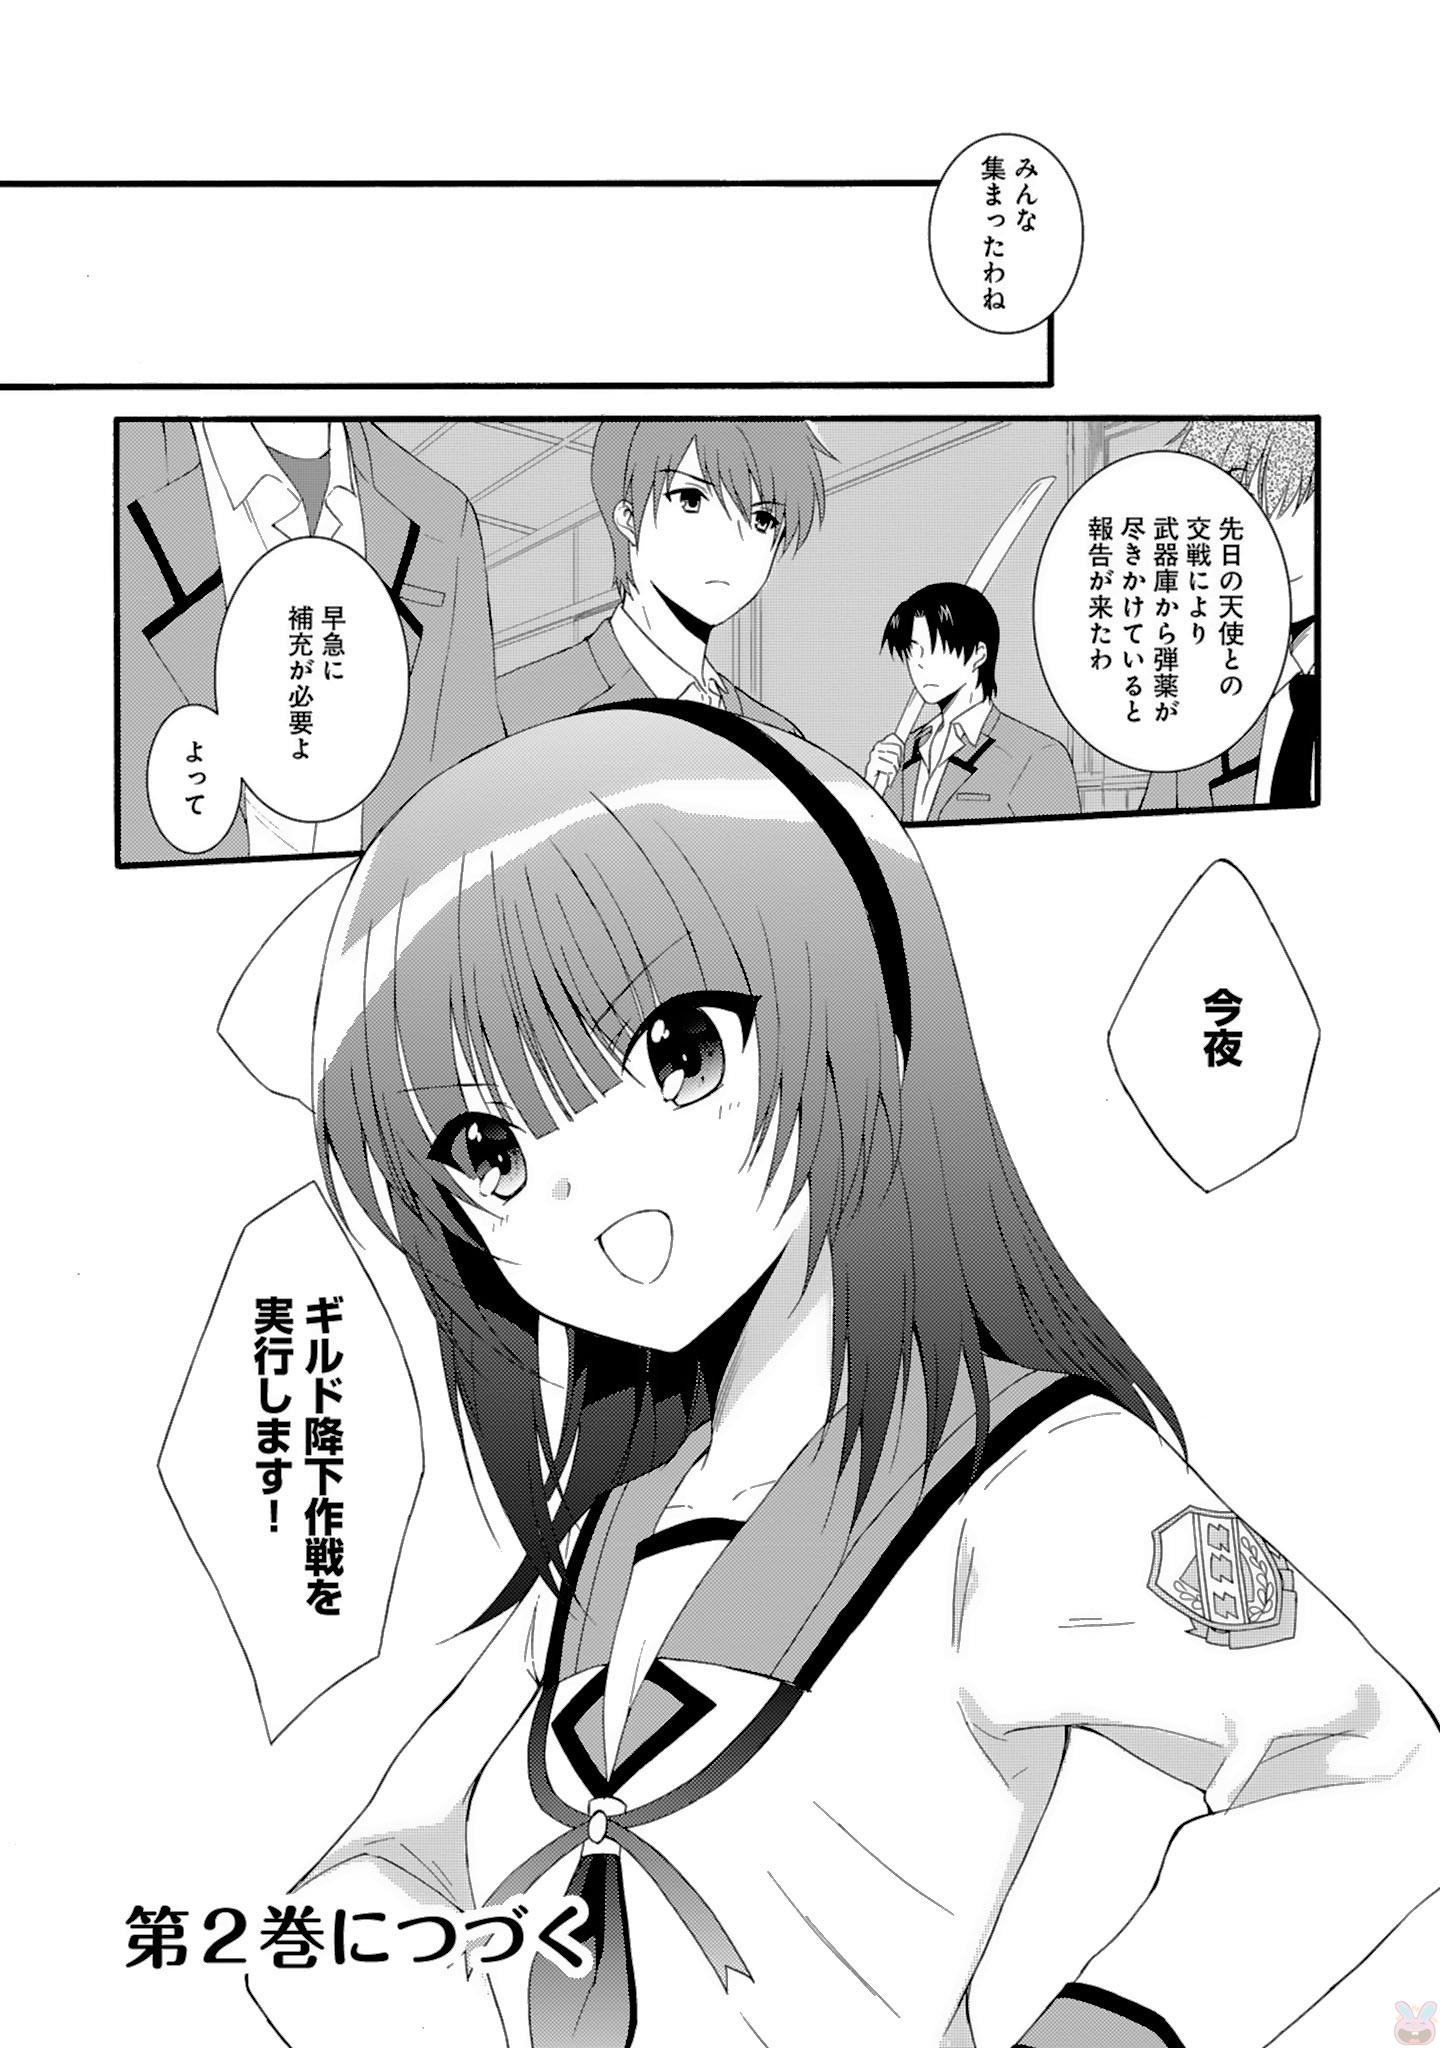 みんな
集まったわね
先日の天使との
交戦により
武器庫から弾薬が
尽きかけていると
報告が来たわ
早急に
補充が必要よ
よって
今夜
ギルド降下作戦を
実行します！
第２巻につづく